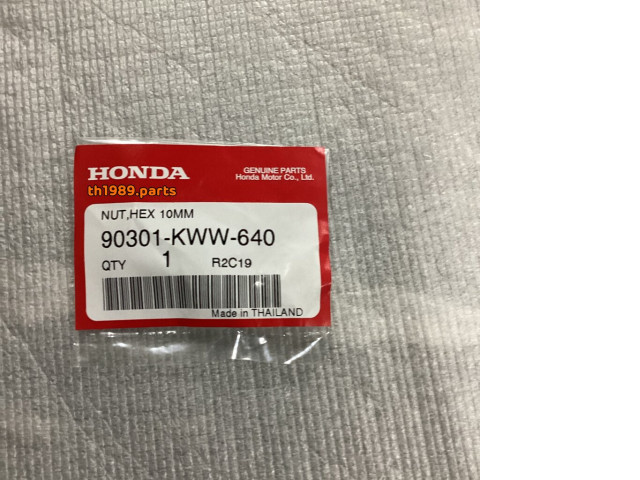 HONDA
GENUINE PARTS
Honda Motor Co., Ltd.
th1989.parts
NUT,HEX 10MM
90301-KWW-640
QTY 1 R2C19
Made in THAILAND